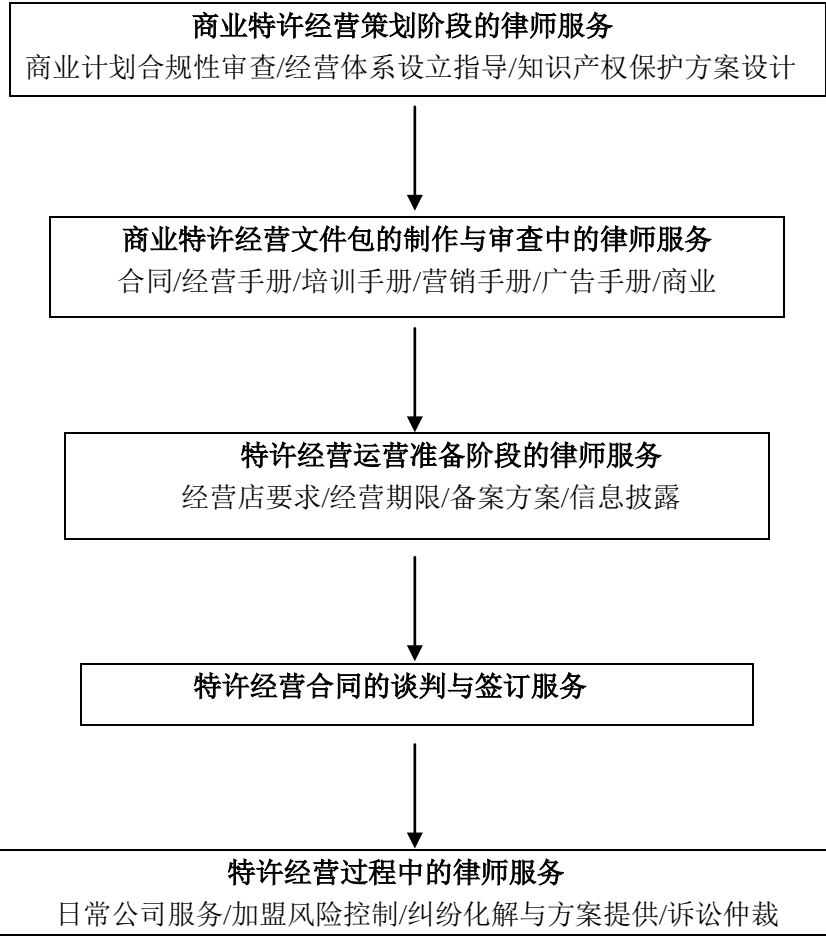 商业特许经营策划阶段的律师服务
商业计划合规性审查/经营体系设立指导/知识产权保护方案设计
商业特许经营文件包的制作与审查中的律师服务
合同/经营手册/培训手册/营销手册/广告手册/商业
特许经营运营准备阶段的律师服务
经营店要求/经营期限/备案方案/信息披露
特许经营合同的谈判与签订服务
特许经营过程中的律师服务
日常公司服务/加盟风险控制/纠纷化解与方案提供/诉讼仲裁